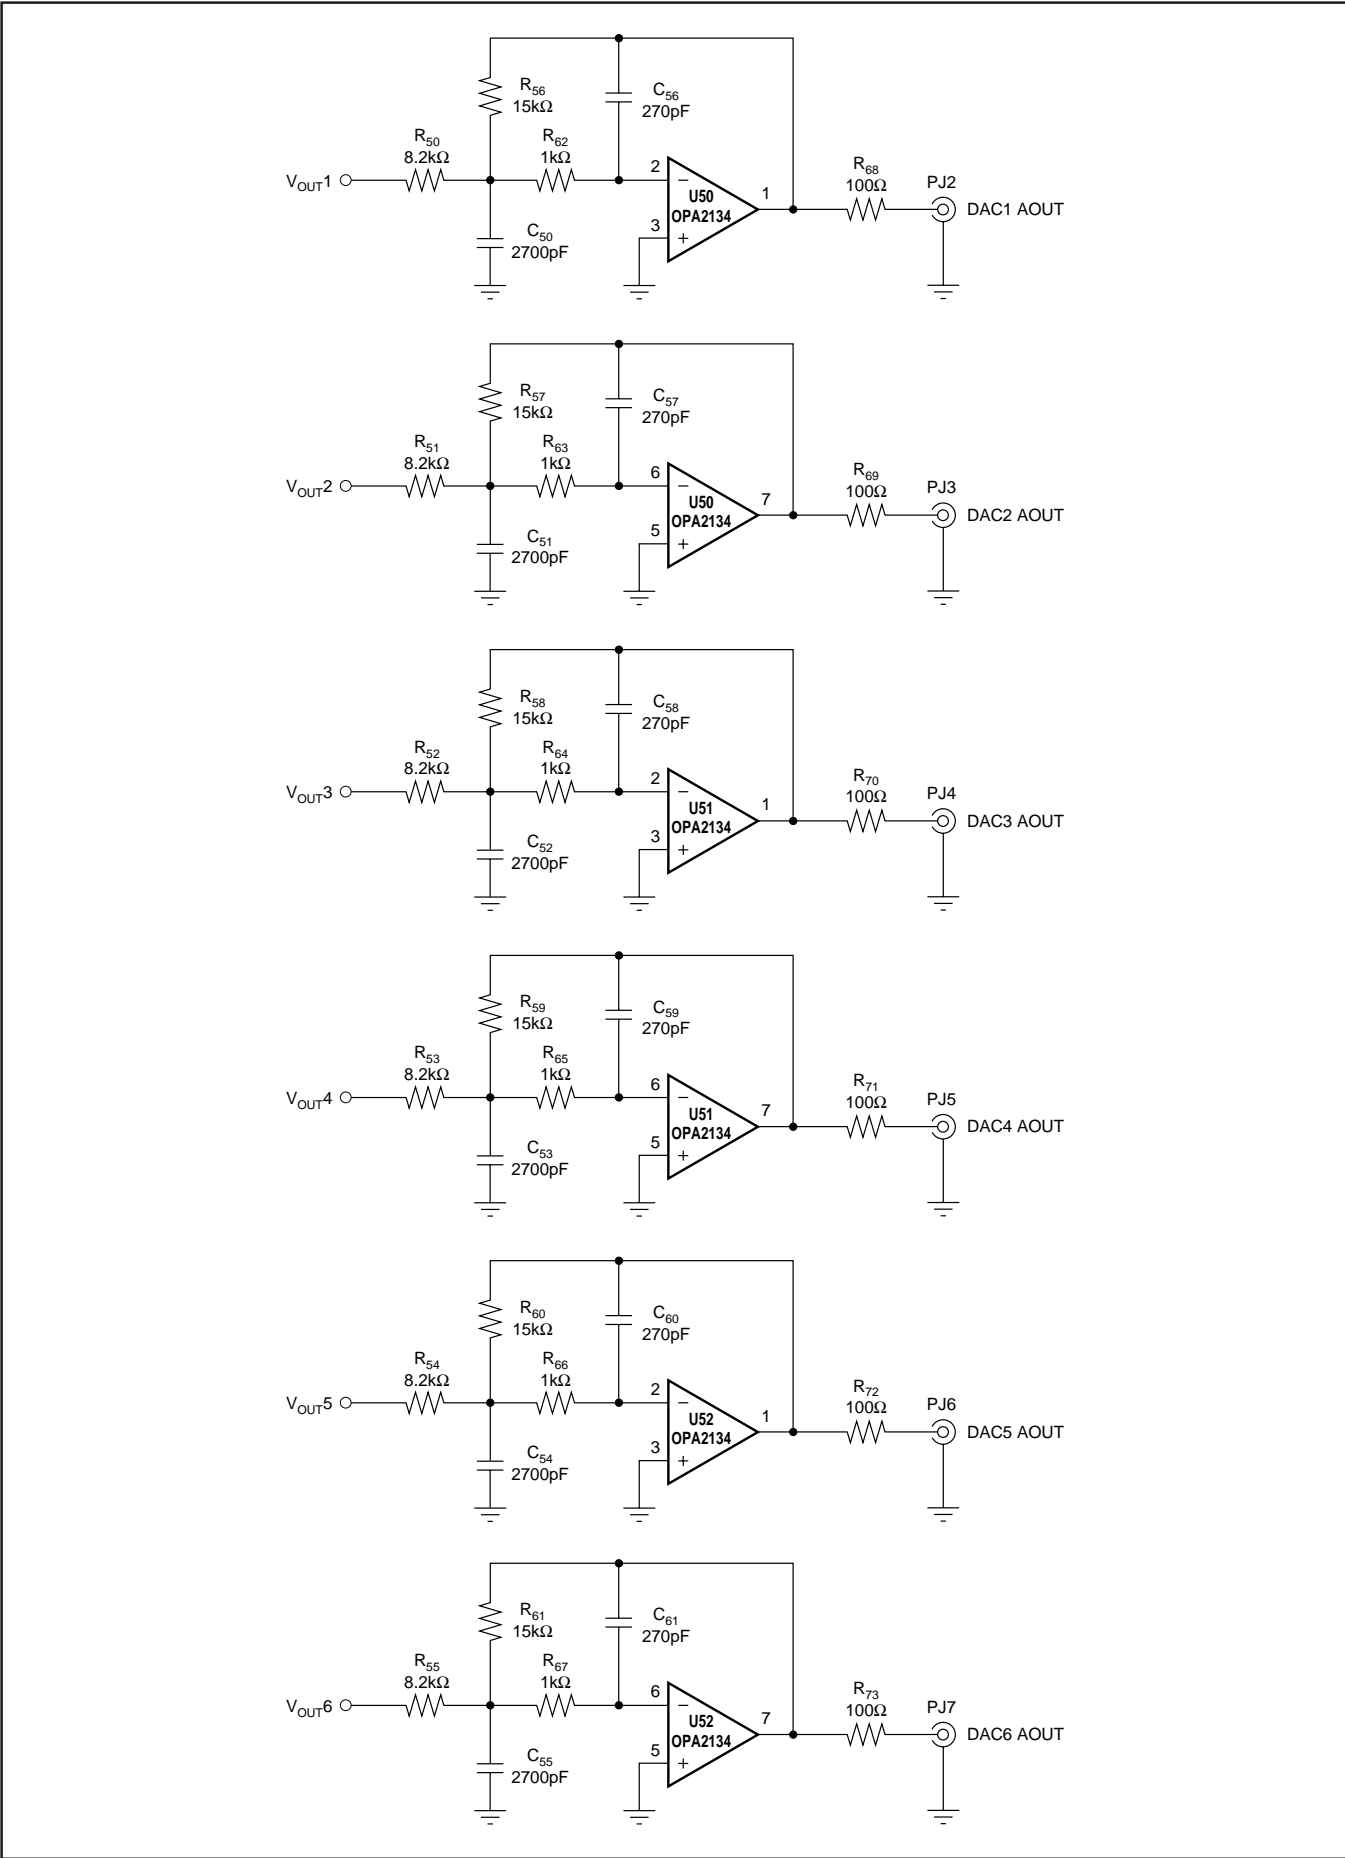 R56
15kΩ
C56
270pF
R50
8.2kΩ
R62
1kΩ
VOUT1
2
−
U50
OPA2134
3
+
1
R68
100Ω
PJ2
DAC1 AOUT
C50
2700pF
R57
15kΩ
C57
270pF
R51
8.2kΩ
R63
1kΩ
VOUT2
6
−
U50
OPA2134
5
+
7
R69
100Ω
PJ3
DAC2 AOUT
C51
2700pF
R58
15kΩ
C58
270pF
R52
8.2kΩ
R64
1kΩ
VOUT3
2
−
U51
OPA2134
3
+
1
R70
100Ω
PJ4
DAC3 AOUT
C52
2700pF
R59
15kΩ
C59
270pF
R53
8.2kΩ
R65
1kΩ
VOUT4
6
−
U51
OPA2134
5
+
7
R71
100Ω
PJ5
DAC4 AOUT
C53
2700pF
R60
15kΩ
C60
270pF
R54
8.2kΩ
R66
1kΩ
VOUT5
2
−
U52
OPA2134
3
+
1
R72
100Ω
PJ6
DAC5 AOUT
C54
2700pF
R61
15kΩ
C61
270pF
R55
8.2kΩ
R67
1kΩ
VOUT6
6
−
U52
OPA2134
5
+
7
R73
100Ω
PJ7
DAC6 AOUT
C55
2700pF